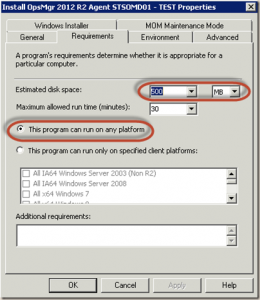 Install OpsMgr 2012 R2 Agent STSOMD01 - TEST Properties
Windows Installer
MOM Maintenance Mode
General
Requirements
Environment
Advanced
A program's requirements determine whether it is appropriate for a
particular computer.
Estimated disk space:
500
MB
Maximum allowed run time (minutes):
30
This program can run on any platform
This program can run only on specified client platforms:
All IA64 Windows Server 2003 (Non R2)
All IA64 Windows Server 2008
All x64 Windows 7
Additional requirements:
OK
Cancel
Apply
Help